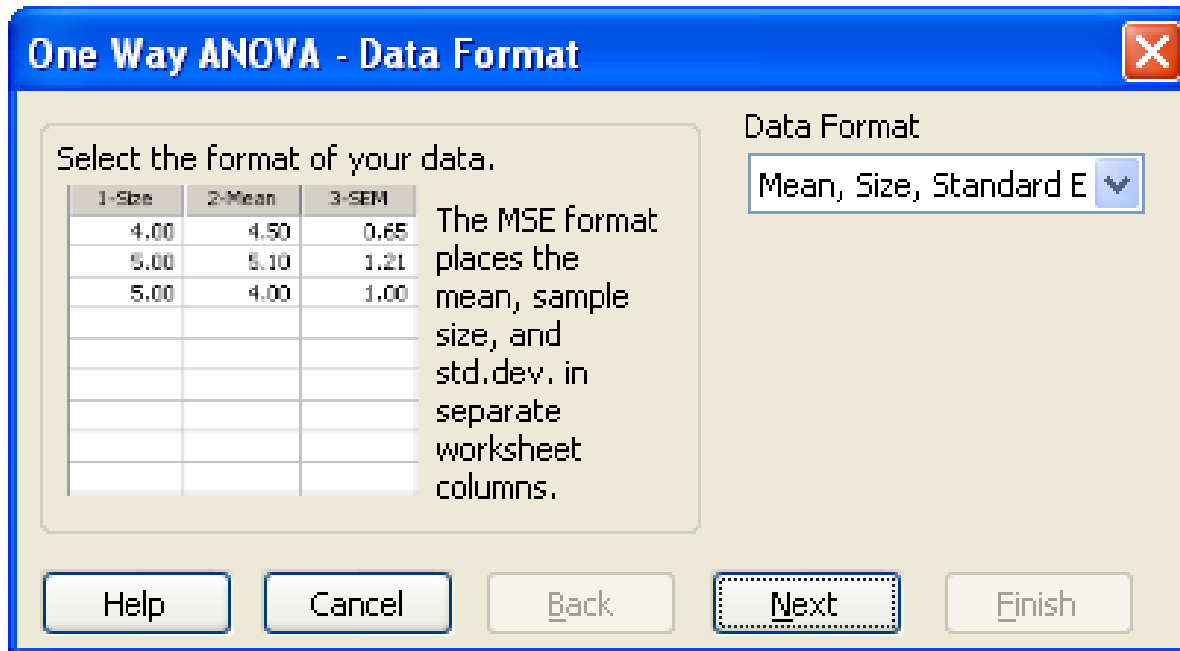 One Way ANOVA - Data Format
Select the format of your data.
1-Size 2-Mean 3-SEM
4.00 4.50 0.65
5.00 5.10 1.21
5.00 4.00 1.00
The MSE format
places the
mean, sample
size, and
std.dev. in
separate
worksheet
columns.
Data Format
Mean, Size, Standard E
Help Cancel Back Next Finish